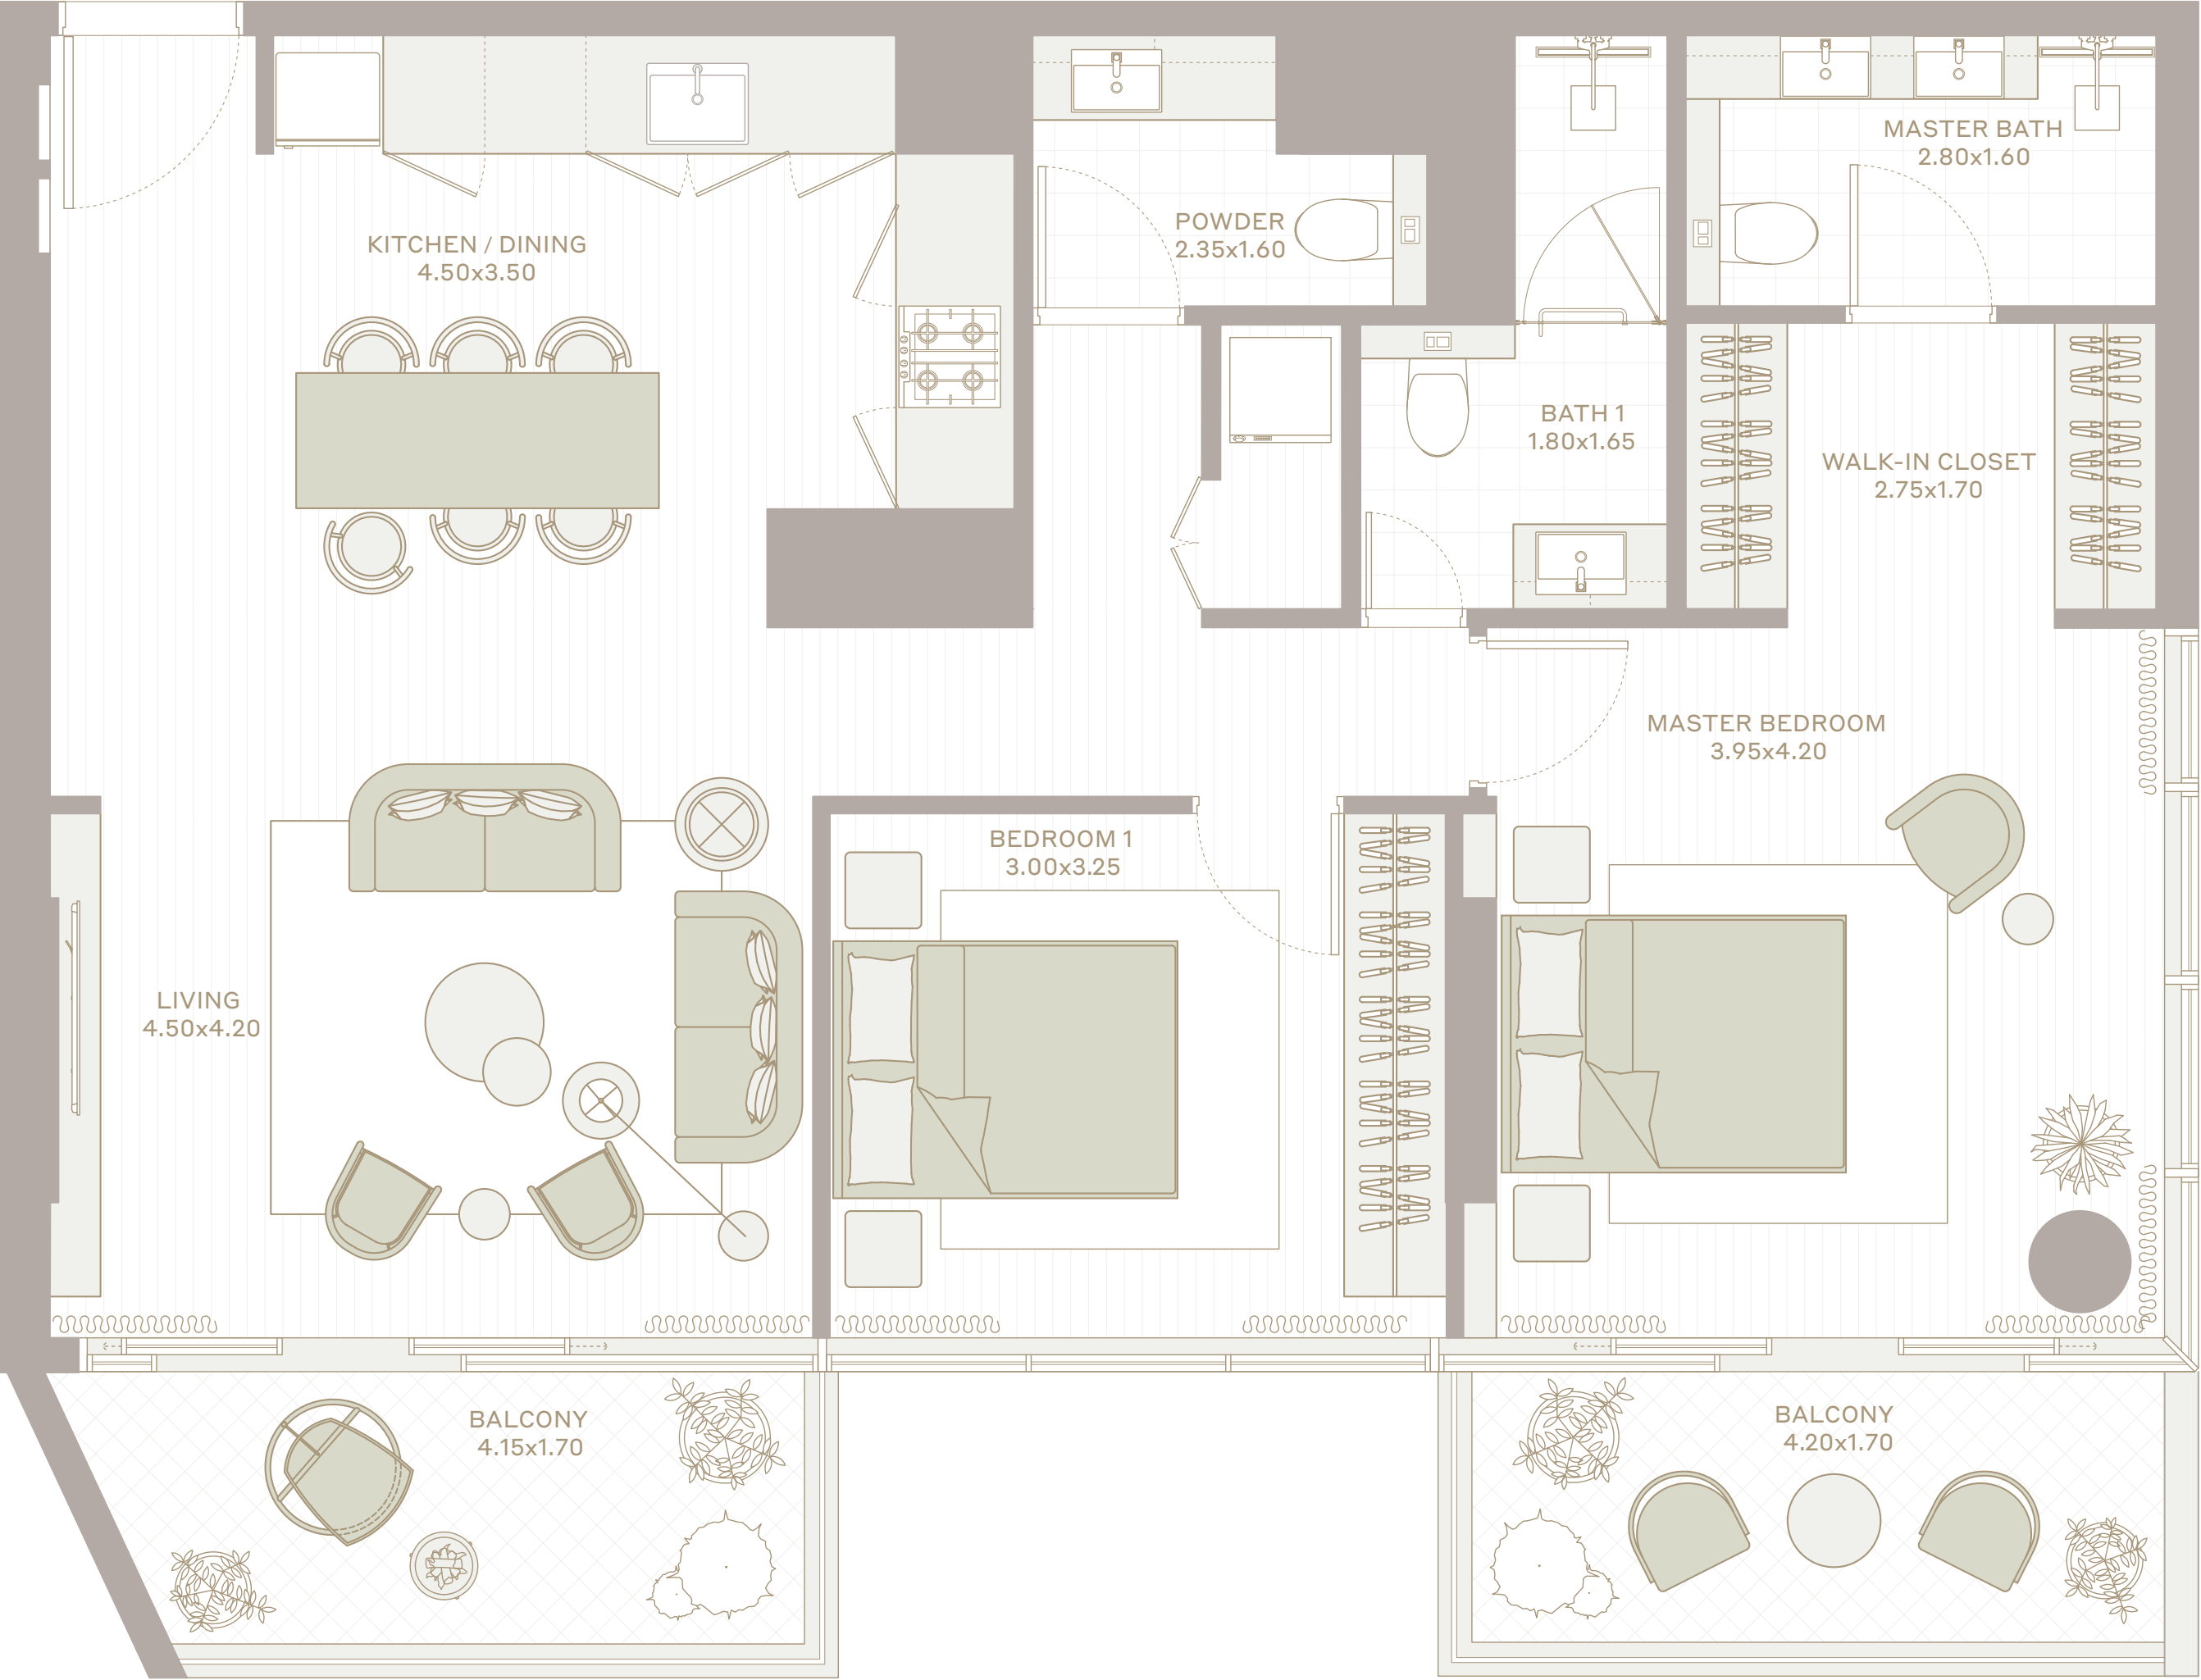 MASTER BATH
2.80x1.60
POWDER
2.35x1.60
KITCHEN / DINING
4.50x3.50
BATH 1
1.80x1.65
WALK-IN CLOSET
2.75x1.70
MASTER BEDROOM
3.95x4.20
BEDROOM 1
3.00x3.25
LIVING
4.50x4.20
BALCONY
4.15x1.70
BALCONY
4.20x1.70